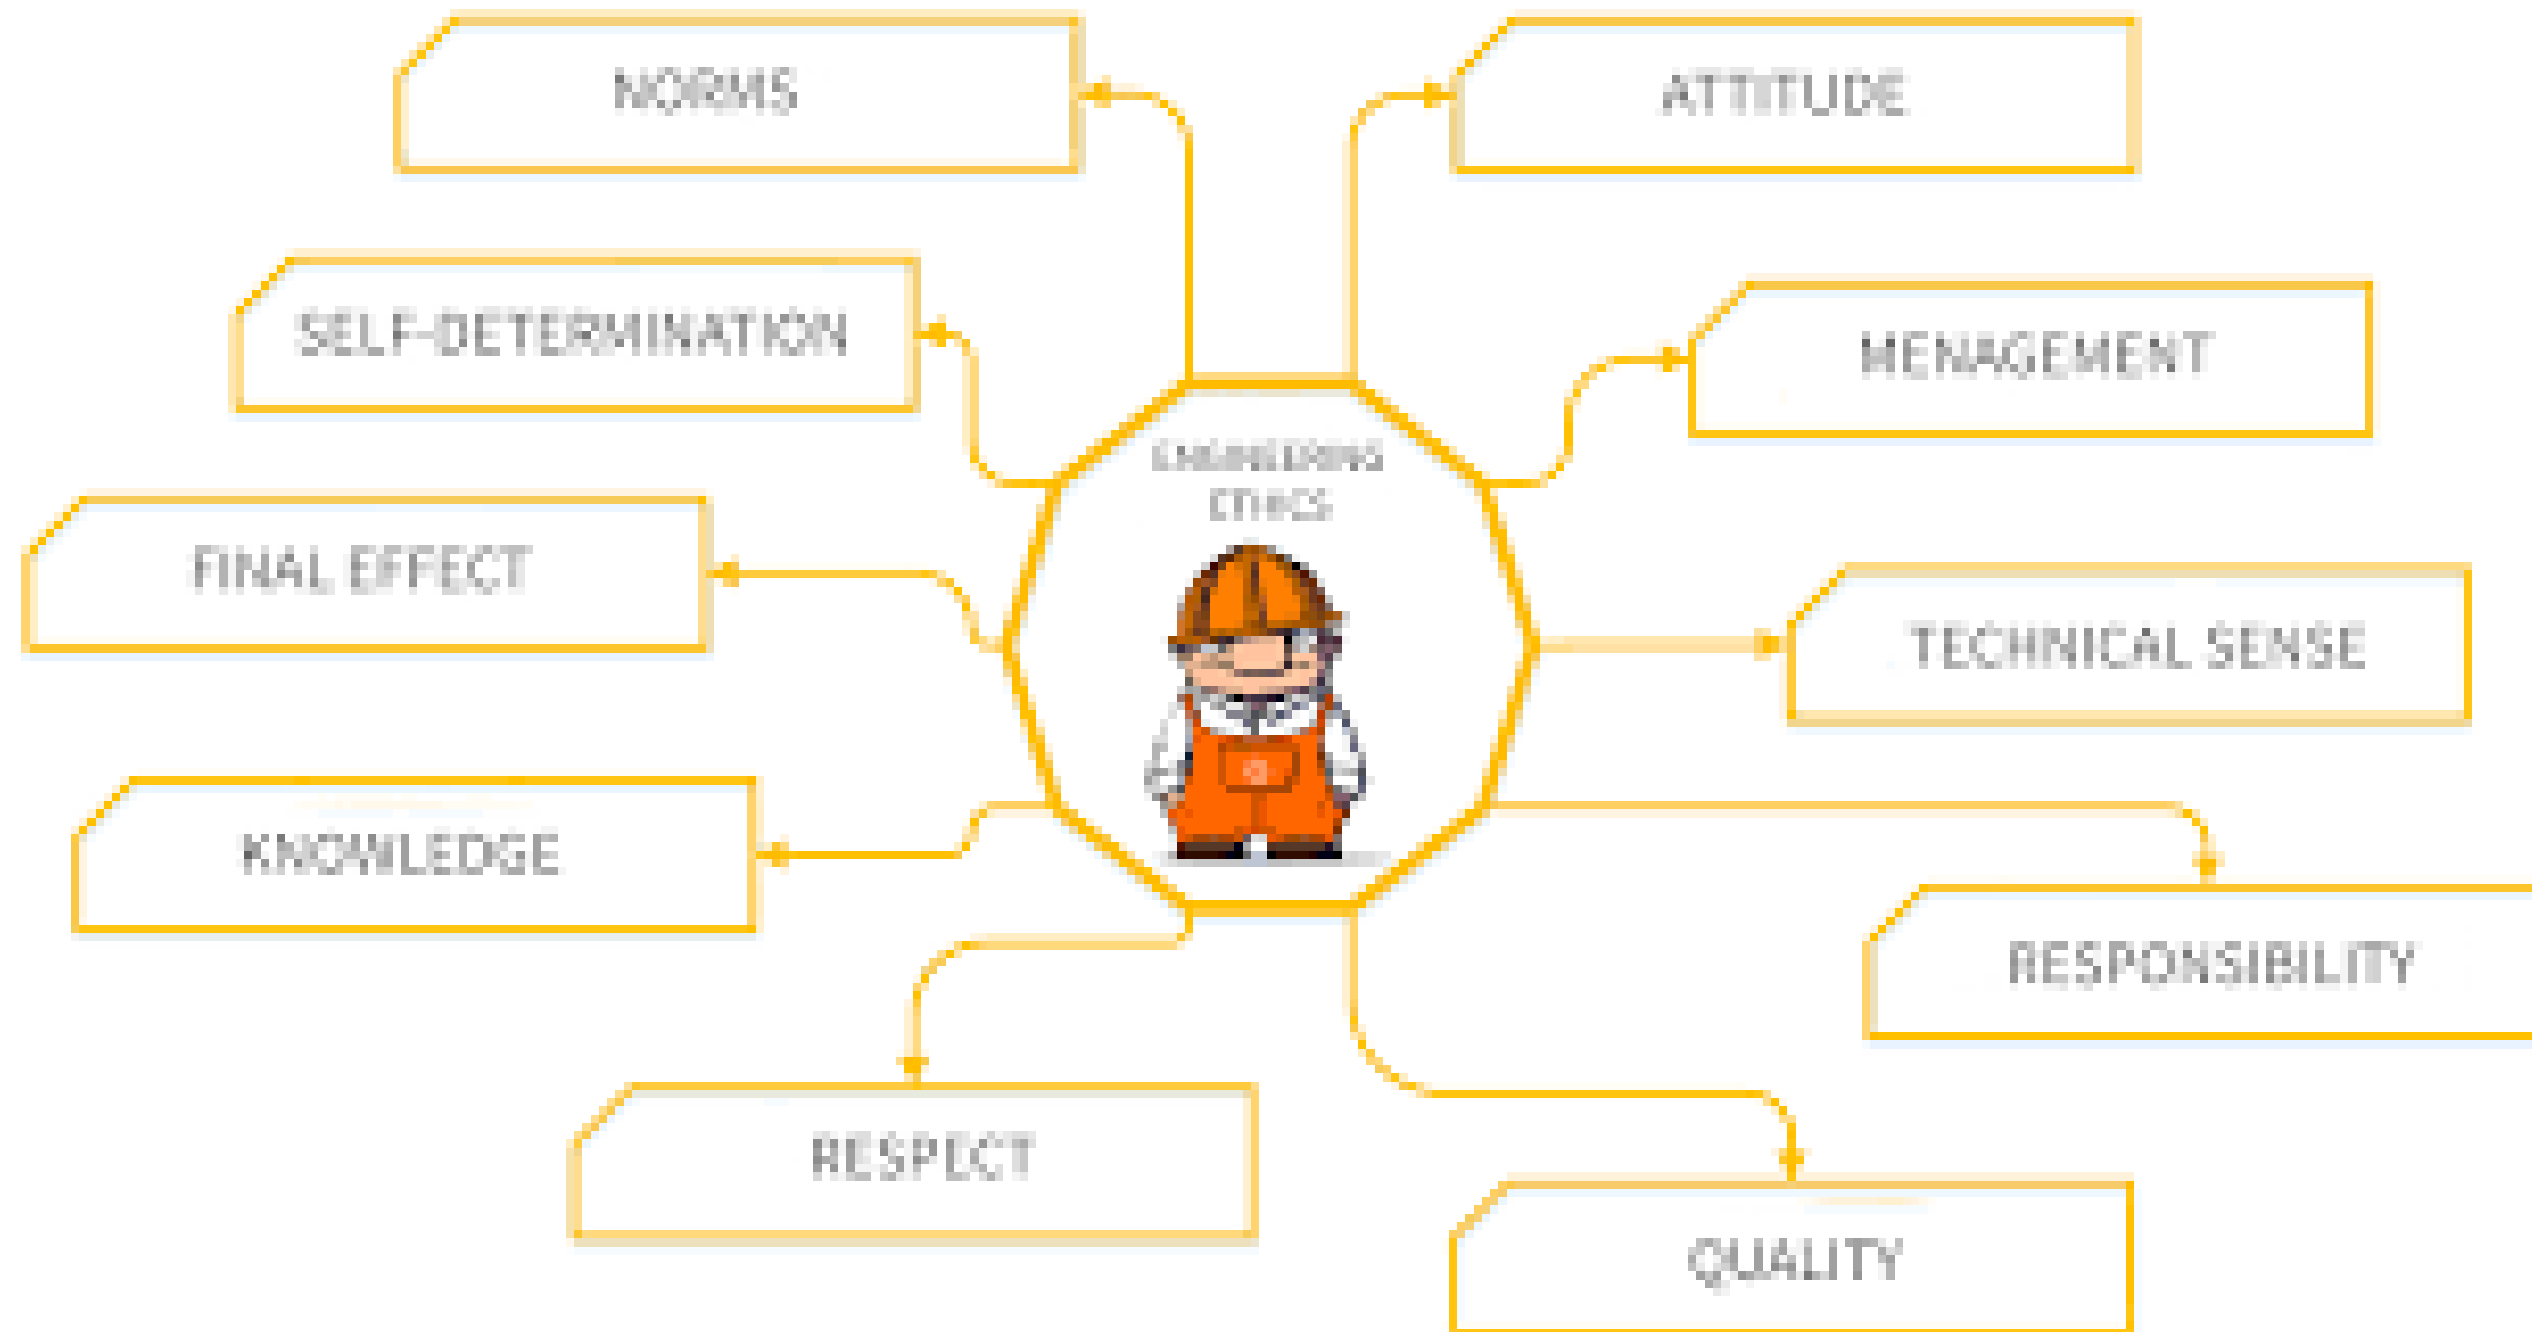 NORMS
ATTITUDE
SELF-DETERMINATION
MENAGEMENT
ENGINEERING
ETHICS
FINAL EFFECT
TECHNICAL SENSE
KNOWLEDGE
RESPONSIBILITY
RESPECT
QUALITY